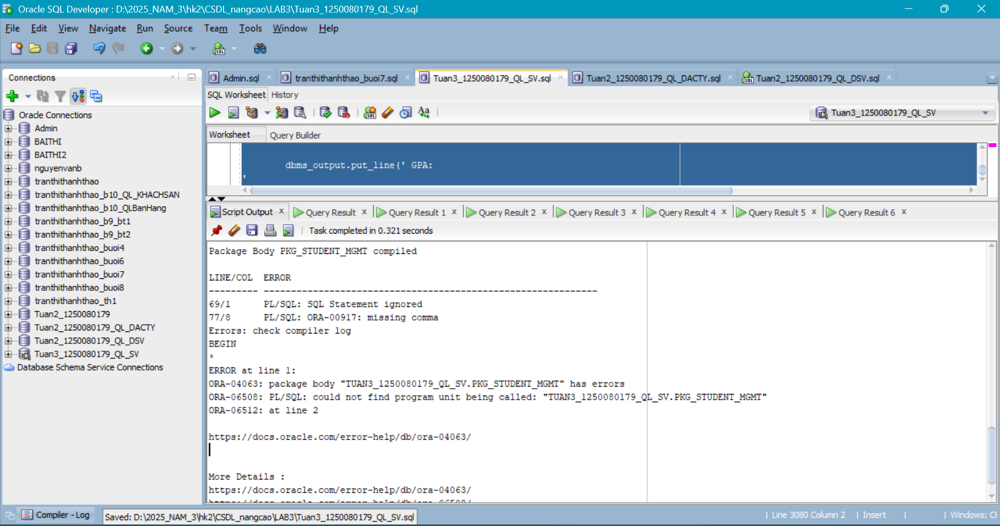 Oracle SQL Developer : D:\2025_NAM_3\hk2\CSDL_nangcao\LAB3\Tuan3_1250080179_QL_SV.sql
File Edit View Navigate Run Source Team Tools Window Help
Connections
Oracle Connections
Admin
BAITHI
BAITHI2
nguyenvanb
tranthithanhthao
tranthithanhthao_b10_QL_KHACHSAN
tranthithanhthao_b10_QLBanHang
tranthithanhthao_b9_bt1
tranthithanhthao_b9_bt2
tranthithanhthao_buoi4
tranthithanhthao_buoi6
tranthithanhthao_buoi7
tranthithanhthao_buoi8
tranthithanhthao_th1
Tuan2_1250080179
Tuan2_1250080179_QL_DACTY
Tuan2_1250080179_QL_DSV
Tuan3_1250080179_QL_SV
Database Schema Service Connections
Admin.sql tranthithanhthao_buoi7.sql Tuan3_1250080179_QL_SV.sql Tuan2_1250080179_QL_DACTY.sql Tuan2_1250080179_QL_DSV.sql
SQL Worksheet History
Tuan3_1250080179_QL_SV
Worksheet Query Builder
dbms_output.put_line(' GPA:
'
Script Output Query Result Query Result 1 Query Result 2 Query Result 3 Query Result 4 Query Result 5 Query Result 6
Task completed in 0.321 seconds
Package Body PKG_STUDENT_MGMT compiled
LINE/COL ERROR
--------- -------------------------------------------------------------
69/1 PL/SQL: SQL Statement ignored
77/8 PL/SQL: ORA-00917: missing comma
Errors: check compiler log
BEGIN
*
ERROR at line 1:
ORA-04063: package body "TUAN3_1250080179_QL_SV.PKG_STUDENT_MGMT" has errors
ORA-06508: PL/SQL: could not find program unit being called: "TUAN3_1250080179_QL_SV.PKG_STUDENT_MGMT"
ORA-06512: at line 2
https://docs.oracle.com/error-help/db/ora-04063/
More Details :
https://docs.oracle.com/error-help/db/ora-04063/
Compiler - Log
Saved: D:\2025_NAM_3\hk2\CSDL_nangcao\LAB3\Tuan3_1250080179_QL_SV.sql
Line 3080 Column 2 | Insert | | Windows: